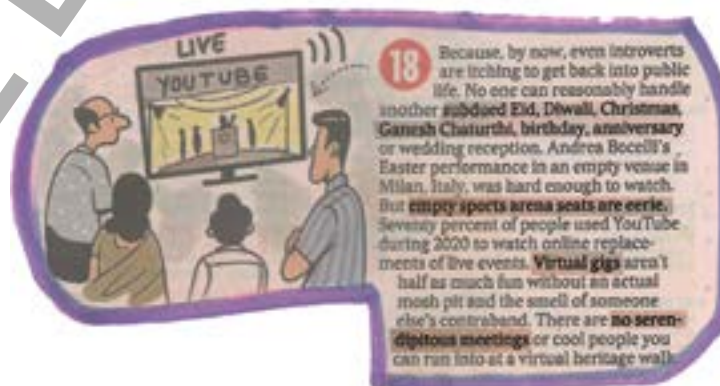 LIVE
YOUTUBE
18
Because, by now, even introverts
are itching to get back into public
life. No one can reasonably handle
another subdued Eid, Diwali, Christmas,
Ganesh Chaturthi, birthday, anniversary
or wedding reception. Andrea Bocelli's
Easter performance in an empty venue in
Milan, Italy, was hard enough to watch.
But empty sports arena seats are eerie.
Seventy percent of people used YouTube
during 2020 to watch online replace-
ments of live events. Virtual gigs aren't
half as much fun without an actual
mosh pit and the smell of someone
else's contraband. There are no seren-
dipitous meetings or cool people you
can run into at a virtual heritage walk.